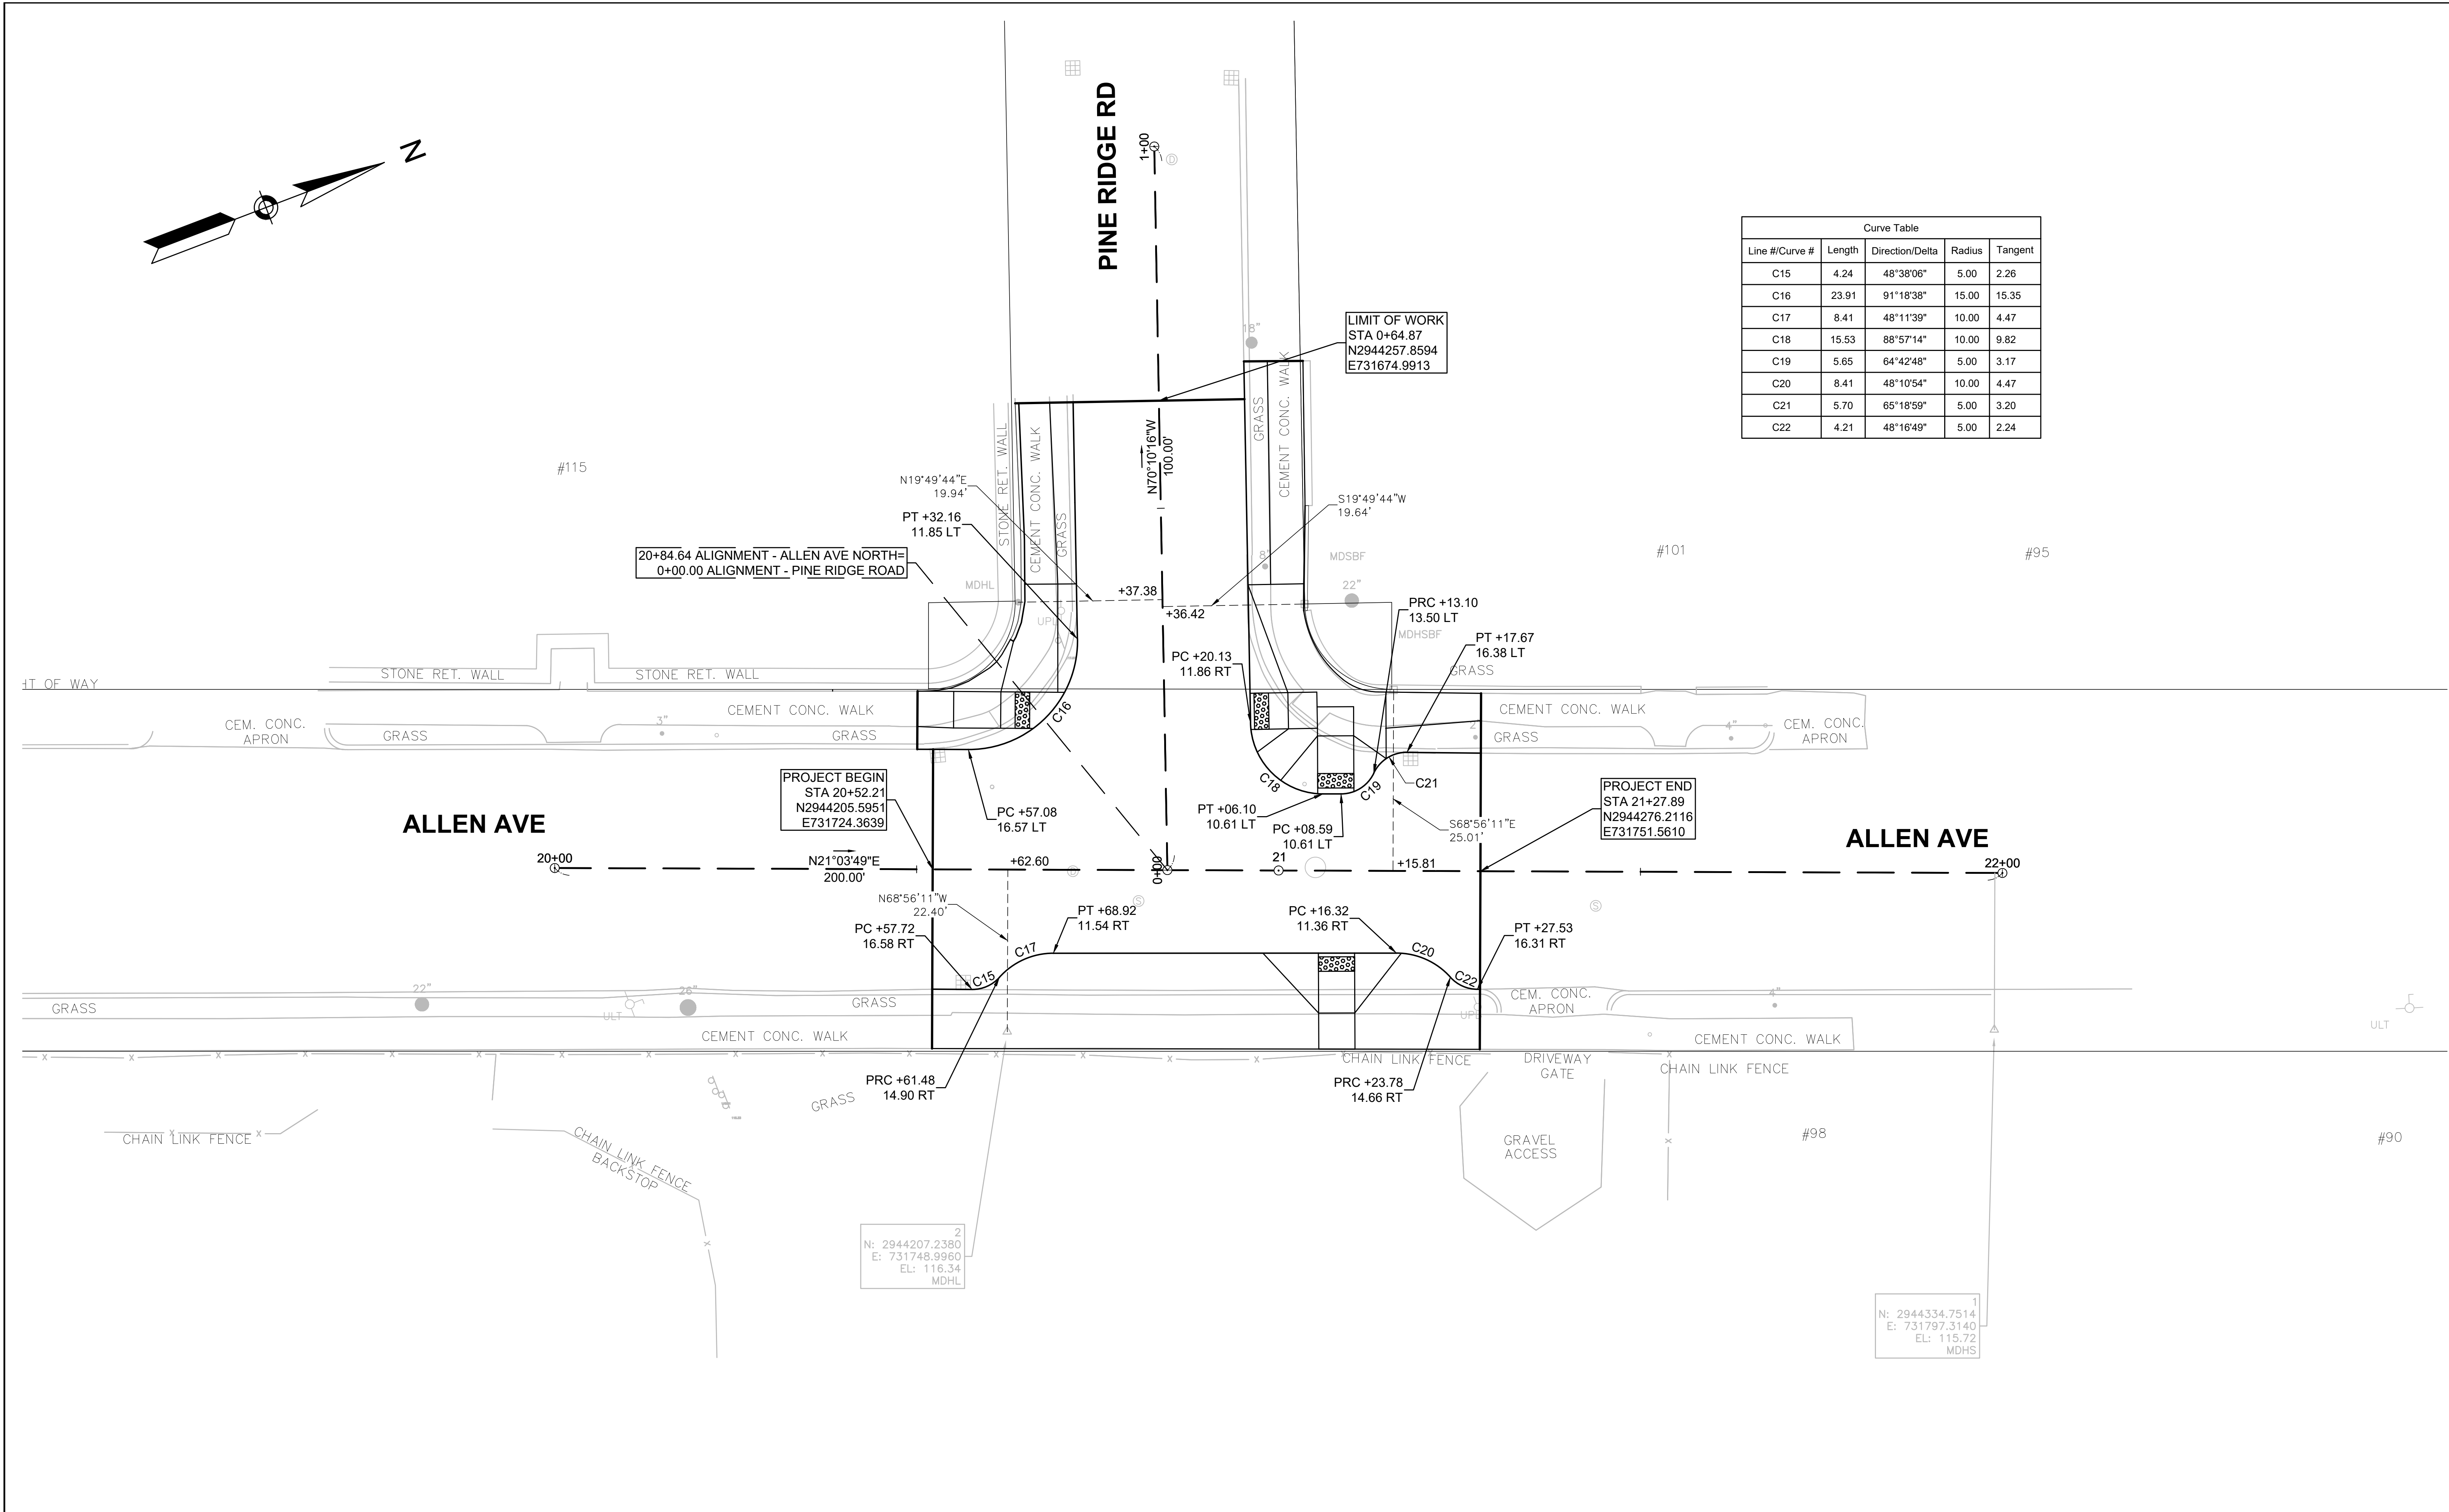 N
PINE RIDGE RD
1+00
D
Curve Table
Line #/Curve # Length Direction/Delta Radius Tangent
C15 4.24 48°38'06" 5.00 2.26
C16 23.91 91°18'38" 15.00 15.35
C17 8.41 48°11'39" 10.00 4.47
C18 15.53 88°57'14" 10.00 9.82
C19 5.65 64°42'48" 5.00 3.17
C20 8.41 48°10'54" 10.00 4.47
C21 5.70 65°18'59" 5.00 3.20
C22 4.21 48°16'49" 5.00 2.24
LIMIT OF WORK
STA 0+64.87
N2944257.8594
E731674.9913
18"
CEMENT CONC. WALK
GRASS
STONE RET. WALL
CEMENT CONC. WALK
GRASS
N70°10'16"W
100.00'
#115
N19°49'44"E
19.94'
PT +32.16
11.85 LT
S19°49'44"W
19.64'
20+84.64 ALIGNMENT - ALLEN AVE NORTH=
0+00.00 ALIGNMENT - PINE RIDGE ROAD
8"
MDSBF
22"
#101
#95
MDHL
+37.38
+36.42
UPL
PRC +13.10
13.50 LT
MDHSBF
PT +17.67
16.38 LT
PC +20.13
11.86 RT
GRASS
HT OF WAY
STONE RET. WALL
STONE RET. WALL
CEMENT CONC. WALK
CEM. CONC.
APRON
GRASS
3"
GRASS
C16
CEMENT CONC. WALK
2"
GRASS
4"
CEM. CONC.
APRON
PROJECT BEGIN
STA 20+52.21
N2944205.5951
E731724.3639
PC +57.08
16.57 LT
C18
C19
C21
PT +06.10
10.61 LT
PC +08.59
10.61 LT
S68°56'11"E
25.01'
PROJECT END
STA 21+27.89
N2944276.2116
E731751.5610
ALLEN AVE
ALLEN AVE
20+00
N21°03'49"E
200.00'
+62.60
D
0+00
21
+15.81
22+00
N68°56'11"W
22.40'
S
S
PC +57.72
16.58 RT
PT +68.92
11.54 RT
PC +16.32
11.36 RT
PT +27.53
16.31 RT
C15
C17
C20
C22
GRASS
22"
ULT
26"
GRASS
CEMENT CONC. WALK
UPL
CEM. CONC.
APRON
4"
CEMENT CONC. WALK
ULT
CHAIN LINK FENCE
DRIVEWAY
GATE
CHAIN LINK FENCE
PRC +61.48
14.90 RT
PRC +23.78
14.66 RT
GRASS
CHAIN LINK FENCE
CHAIN LINK FENCE
BACKSTOP
GRAVEL
ACCESS
#98
#90
2
N: 2944207.2380
E: 731748.9960
EL: 116.34
MDHL
1
N: 2944334.7514
E: 731797.3140
EL: 115.72
MDHS